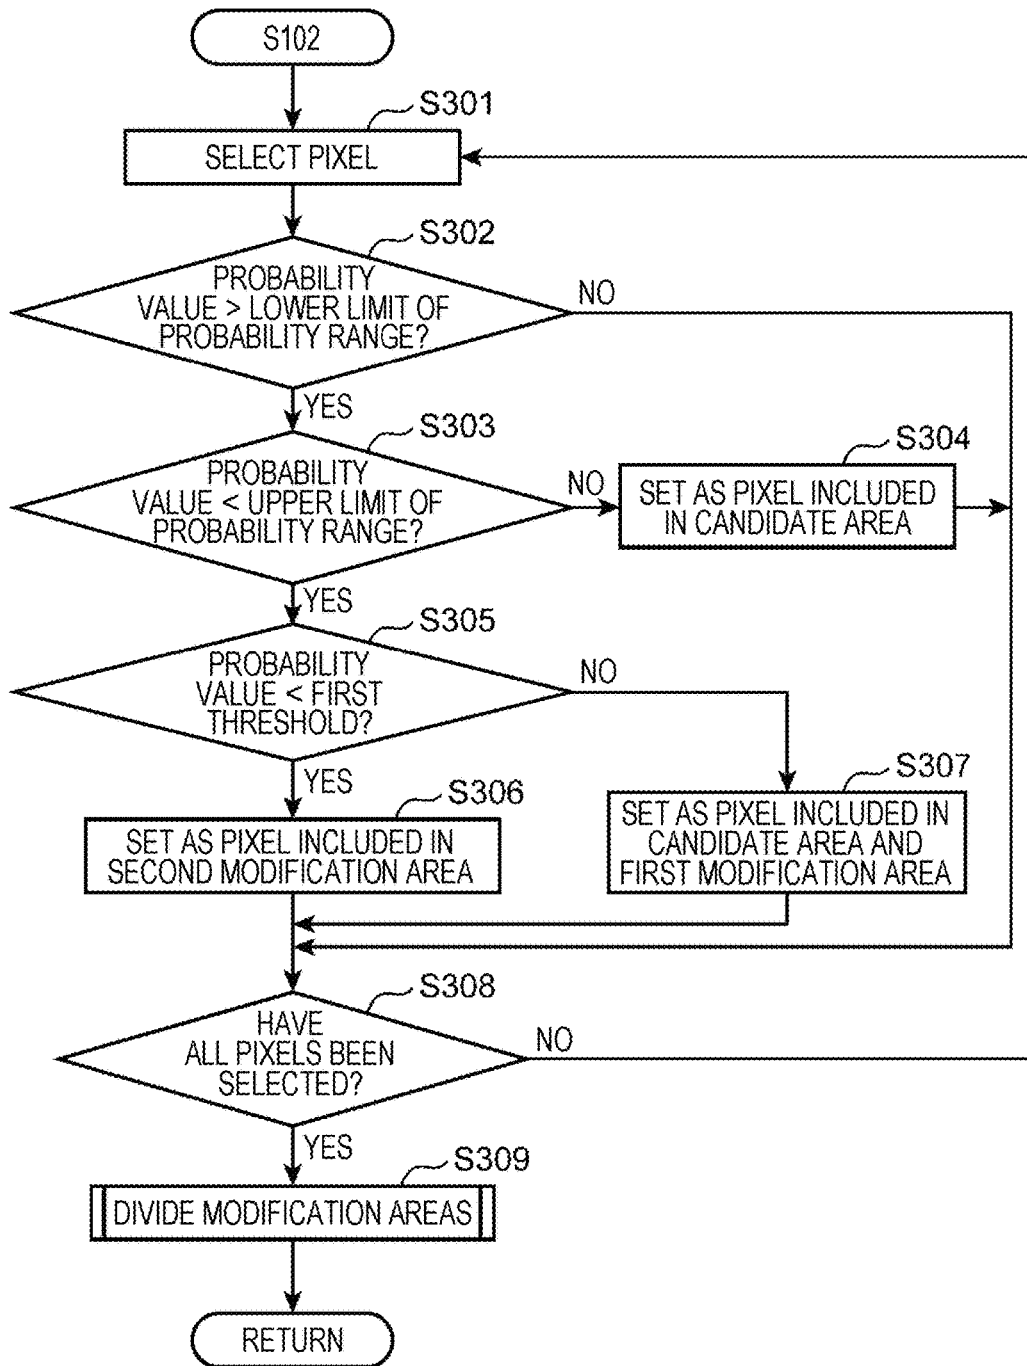 S102
S301
SELECT PIXEL
S302
PROBABILITY
VALUE > LOWER LIMIT OF
PROBABILITY RANGE?
NO
YES
S303
PROBABILITY
VALUE < UPPER LIMIT OF
PROBABILITY RANGE?
NO
S304
SET AS PIXEL INCLUDED
IN CANDIDATE AREA
YES
S305
PROBABILITY
VALUE < FIRST
THRESHOLD?
NO
YES
S306
SET AS PIXEL INCLUDED IN
SECOND MODIFICATION AREA
S307
SET AS PIXEL INCLUDED IN
CANDIDATE AREA AND
FIRST MODIFICATION AREA
S308
HAVE
ALL PIXELS BEEN
SELECTED?
NO
YES
S309
DIVIDE MODIFICATION AREAS
RETURN